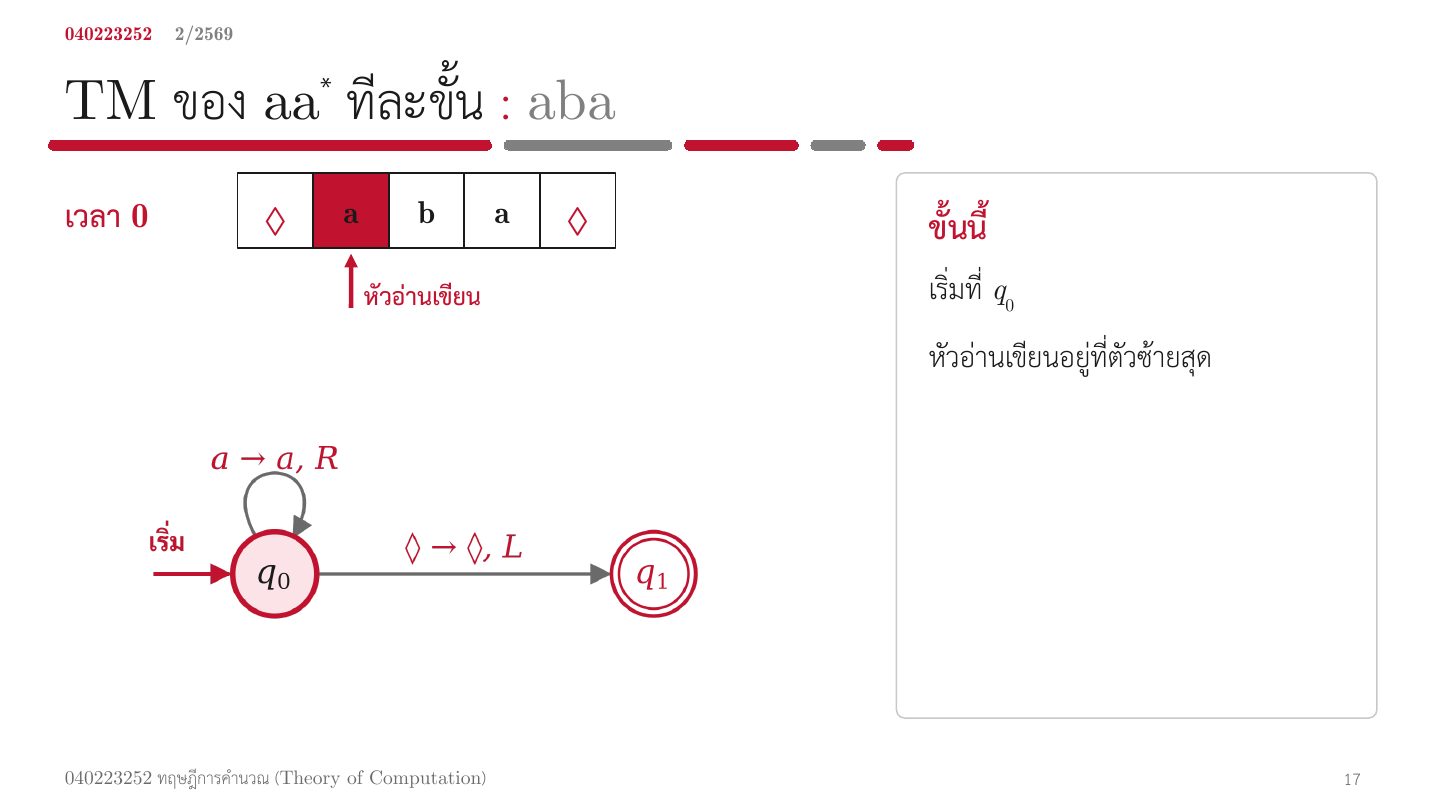 040223252 2/2569
TM ของ aa* ทีละขั้น : aba
เวลา 0
◊ a b a ◊
หัวอ่านเขียน
ขั้นนี้
เริ่มที่ q₀
หัวอ่านเขียนอยู่ที่ตัวซ้ายสุด
a → a, R
เริ่ม
◊ → ◊, L
q₀ q₁
040223252 ทฤษฎีการคำนวณ (Theory of Computation) 17